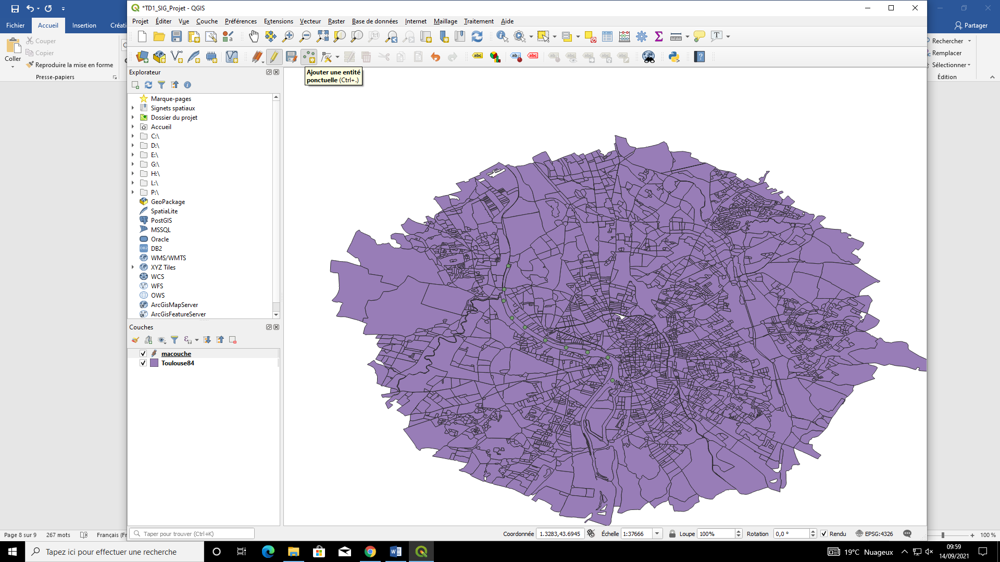 *TD1_SIG_Projet - QGIS
Fichier
Accueil
Insertion
Créati
Partager
Projet Éditer Vue Couche Préférences Extensions Vecteur Raster Base de données Internet Maillage Traitement Aide
Couper
Copier
Coller
Reproduire la mise en forme
Presse-papiers
Rechercher
Remplacer
Sélectionner
Édition
abc
abc
abc
Ajouter une entité
ponctuelle (Ctrl+.)
Explorateur
Marque-pages
Signets spatiaux
Dossier du projet
Accueil
C:\
D:\
E:\
G:\
H:\
L:\
P:\
GeoPackage
SpatiaLite
PostGIS
MSSQL
Oracle
DB2
WMS/WMTS
XYZ Tiles
WCS
WFS
OWS
ArcGisMapServer
ArcGisFeatureServer
Couches
macouche
Toulouse84
Taper pour trouver (Ctrl+K)
Coordonnée 1.3283,43.6945
Échelle 1:37666
Loupe 100%
Rotation 0,0 °
Rendu
EPSG:4326
Page 8 sur 9
267 mots
Français (Fr
100 %
Tapez ici pour effectuer une recherche
19°C Nuageux
09:59
14/09/2021